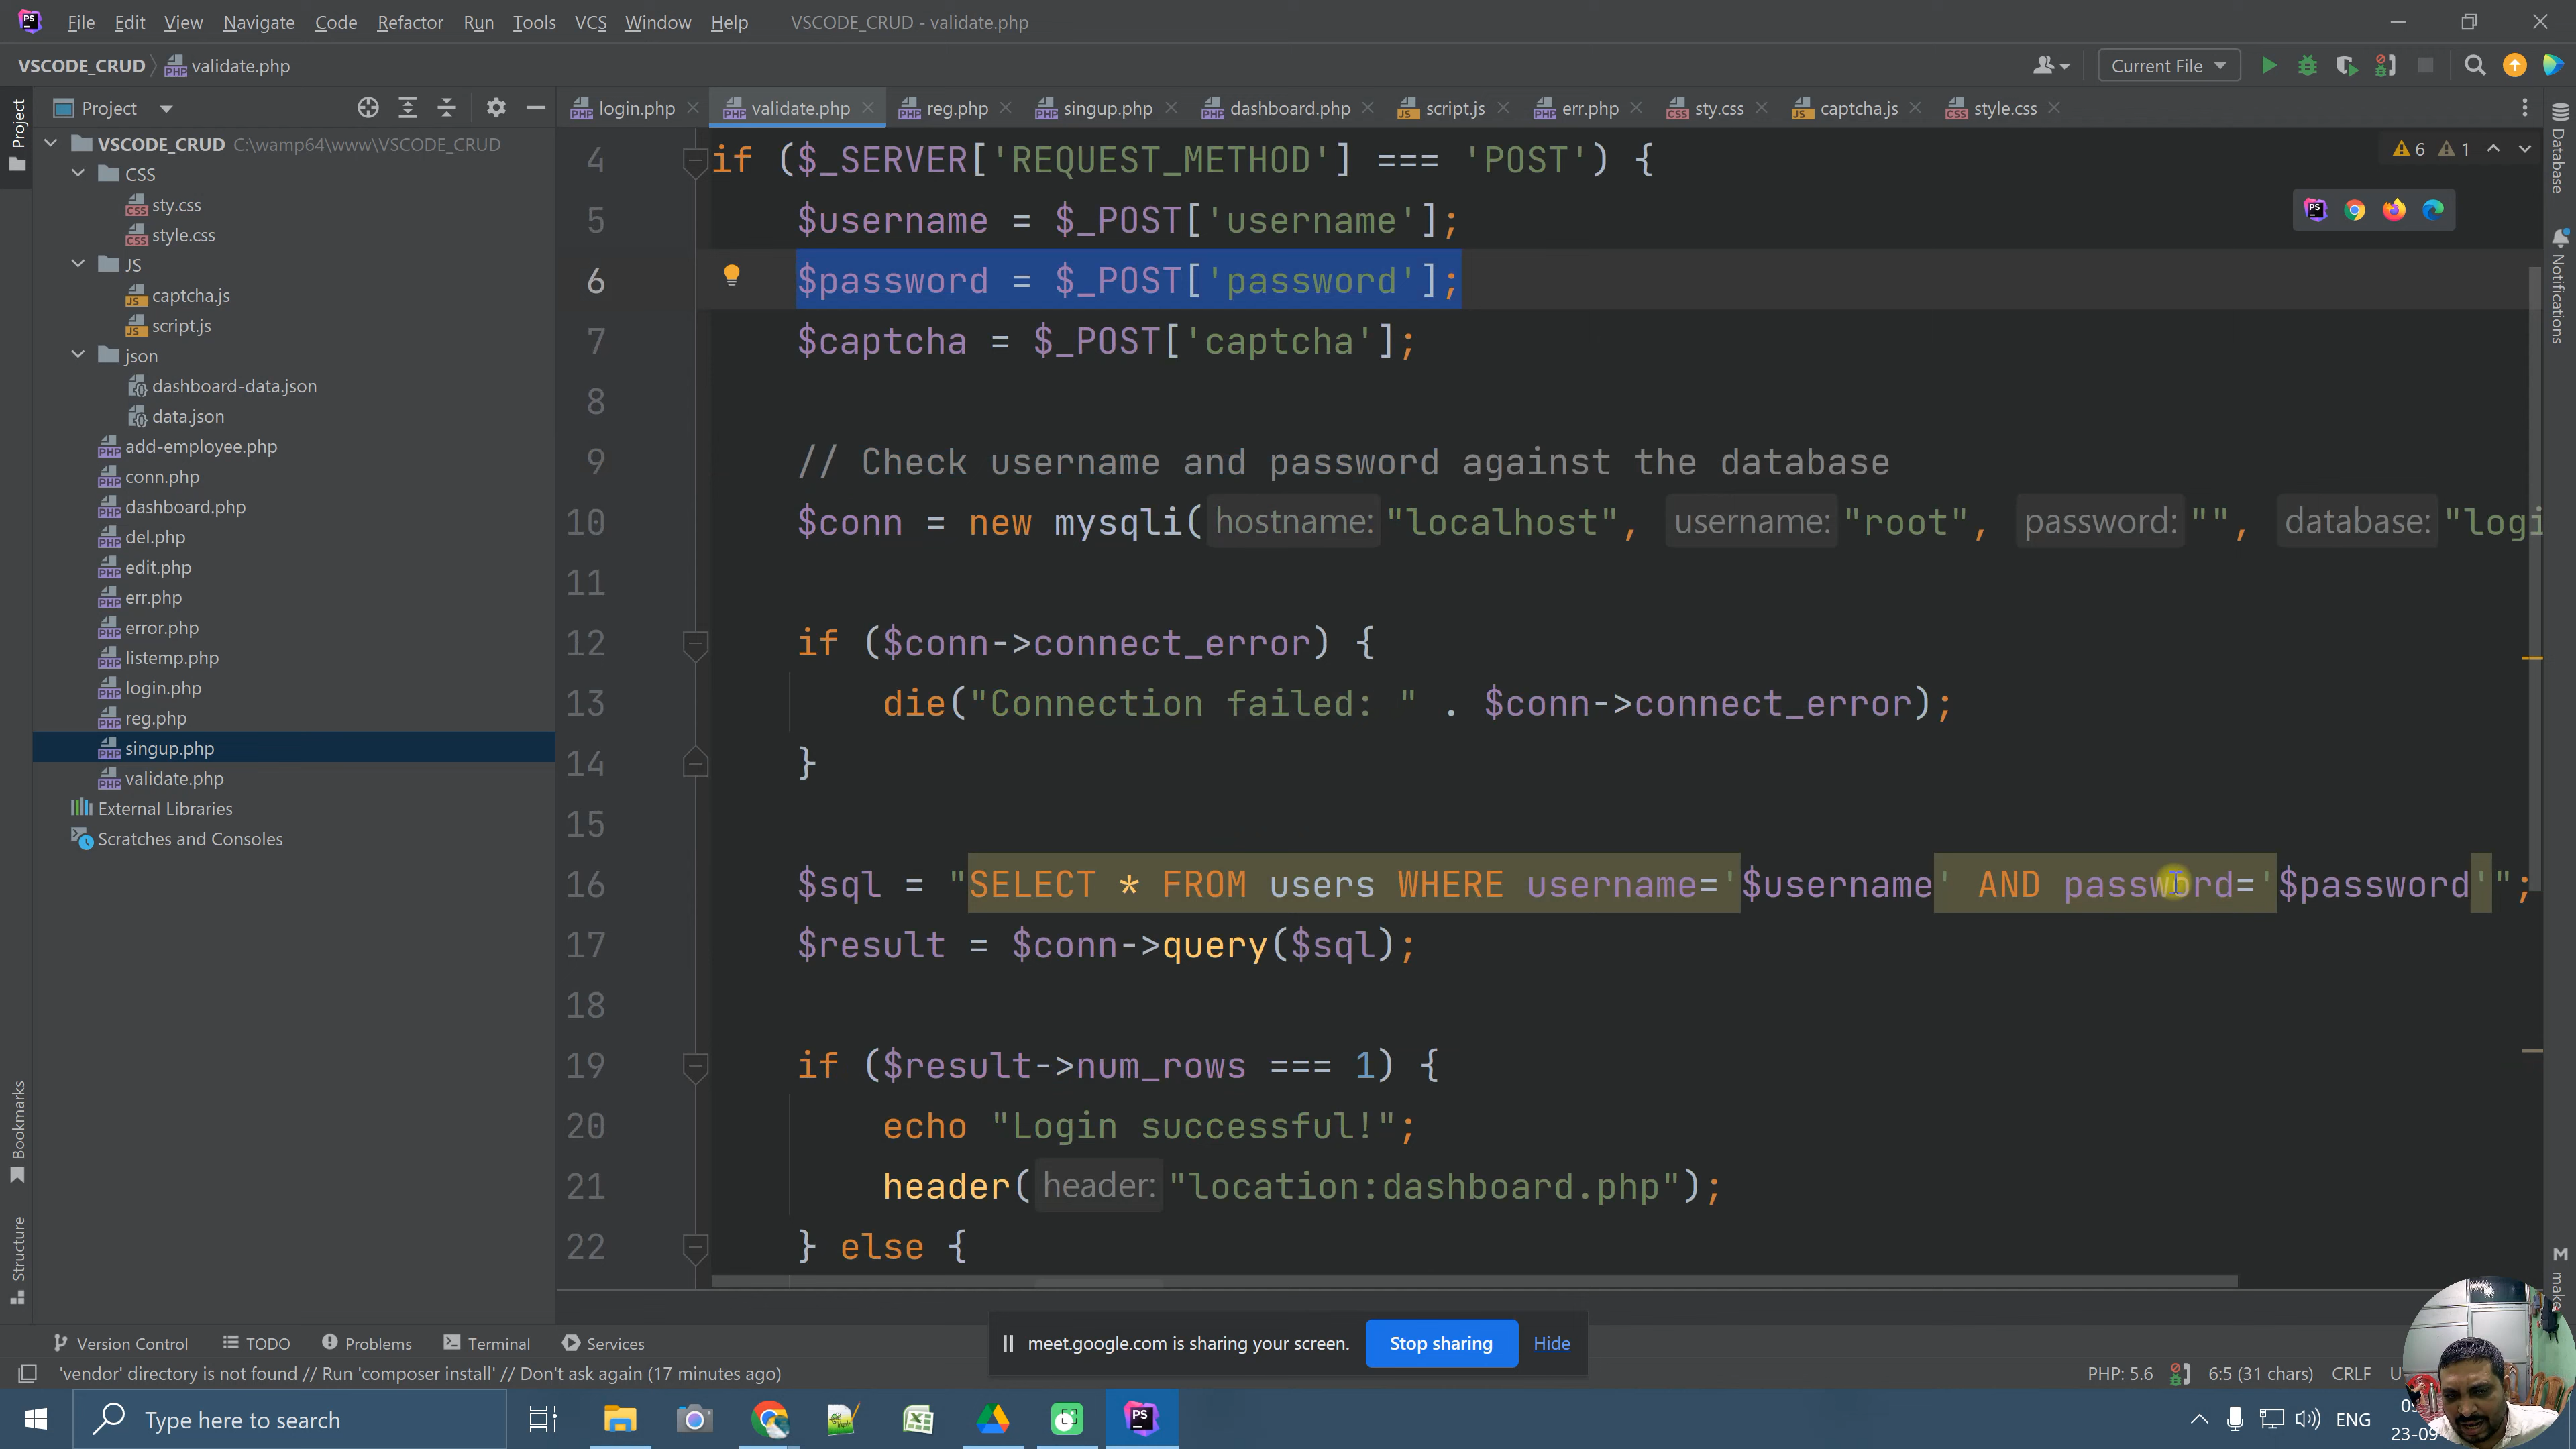 File Edit View Navigate Code Refactor Run Tools VCS Window Help VSCODE_CRUD - validate.php
VSCODE_CRUD validate.php Current File
Project
login.php validate.php reg.php singup.php dashboard.php script.js err.php sty.css captcha.js style.css
VSCODE_CRUD C:\wamp64\www\VSCODE_CRUD
CSS
sty.css
style.css
JS
captcha.js
script.js
json
dashboard-data.json
data.json
add-employee.php
conn.php
dashboard.php
del.php
edit.php
err.php
error.php
listemp.php
login.php
reg.php
singup.php
validate.php
External Libraries
Scratches and Consoles
Project
Bookmarks
Structure
6 1
4 if ($_SERVER['REQUEST_METHOD'] === 'POST') {
5 $username = $_POST['username'];
6 $password = $_POST['password'];
7 $captcha = $_POST['captcha'];
8
9 // Check username and password against the database
10 $conn = new mysqli( hostname: "localhost", username: "root", password: "", database: "logi
11
12 if ($conn->connect_error) {
13 die("Connection failed: " . $conn->connect_error);
14 }
15
16 $sql = "SELECT * FROM users WHERE username='$username' AND password='$password'";
17 $result = $conn->query($sql);
18
19 if ($result->num_rows === 1) {
20 echo "Login successful!";
21 header( header: "location:dashboard.php");
22 } else {
Database
Notifications
make
meet.google.com is sharing your screen. Stop sharing Hide
Version Control TODO Problems Terminal Services
'vendor' directory is not found // Run 'composer install' // Don't ask again (17 minutes ago) PHP: 5.6 6:5 (31 chars) CRLF
Type here to search
ENG
23-09-